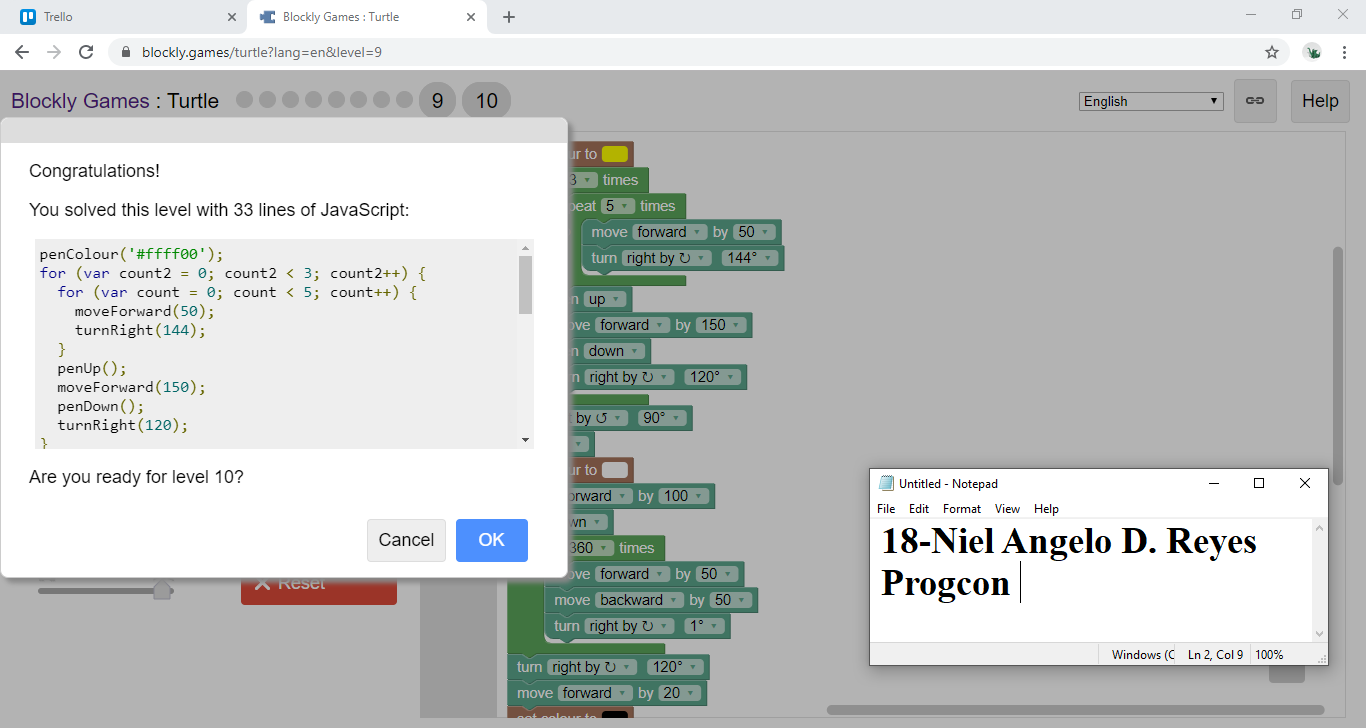 Trello
Blockly Games : Turtle
blockly.games/turtle?lang=en&level=9
Blockly Games : Turtle
9
10
English
Help
Congratulations!
You solved this level with 33 lines of JavaScript:
penColour('#ffff00');
for (var count2 = 0; count2 < 3; count2++) {
for (var count = 0; count < 5; count++) {
moveForward(50);
turnRight(144);
}
penUp();
moveForward(150);
penDown();
turnRight(120);
}
Are you ready for level 10?
Cancel
OK
Reset
ur to
3 times
peat 5 times
move forward by 50
turn right by ↻ 144°
n up
ove forward by 150
n down
n right by ↻ 120°
by ↺ 90°
ur to
orward by 100
wn
360 times
ove forward by 50
move backward by 50
turn right by ↻ 1°
turn right by ↻ 120°
move forward by 20
set colour to
Untitled - Notepad
File Edit Format View Help
18-Niel Angelo D. Reyes
Progcon
Windows (C Ln 2, Col 9 100%